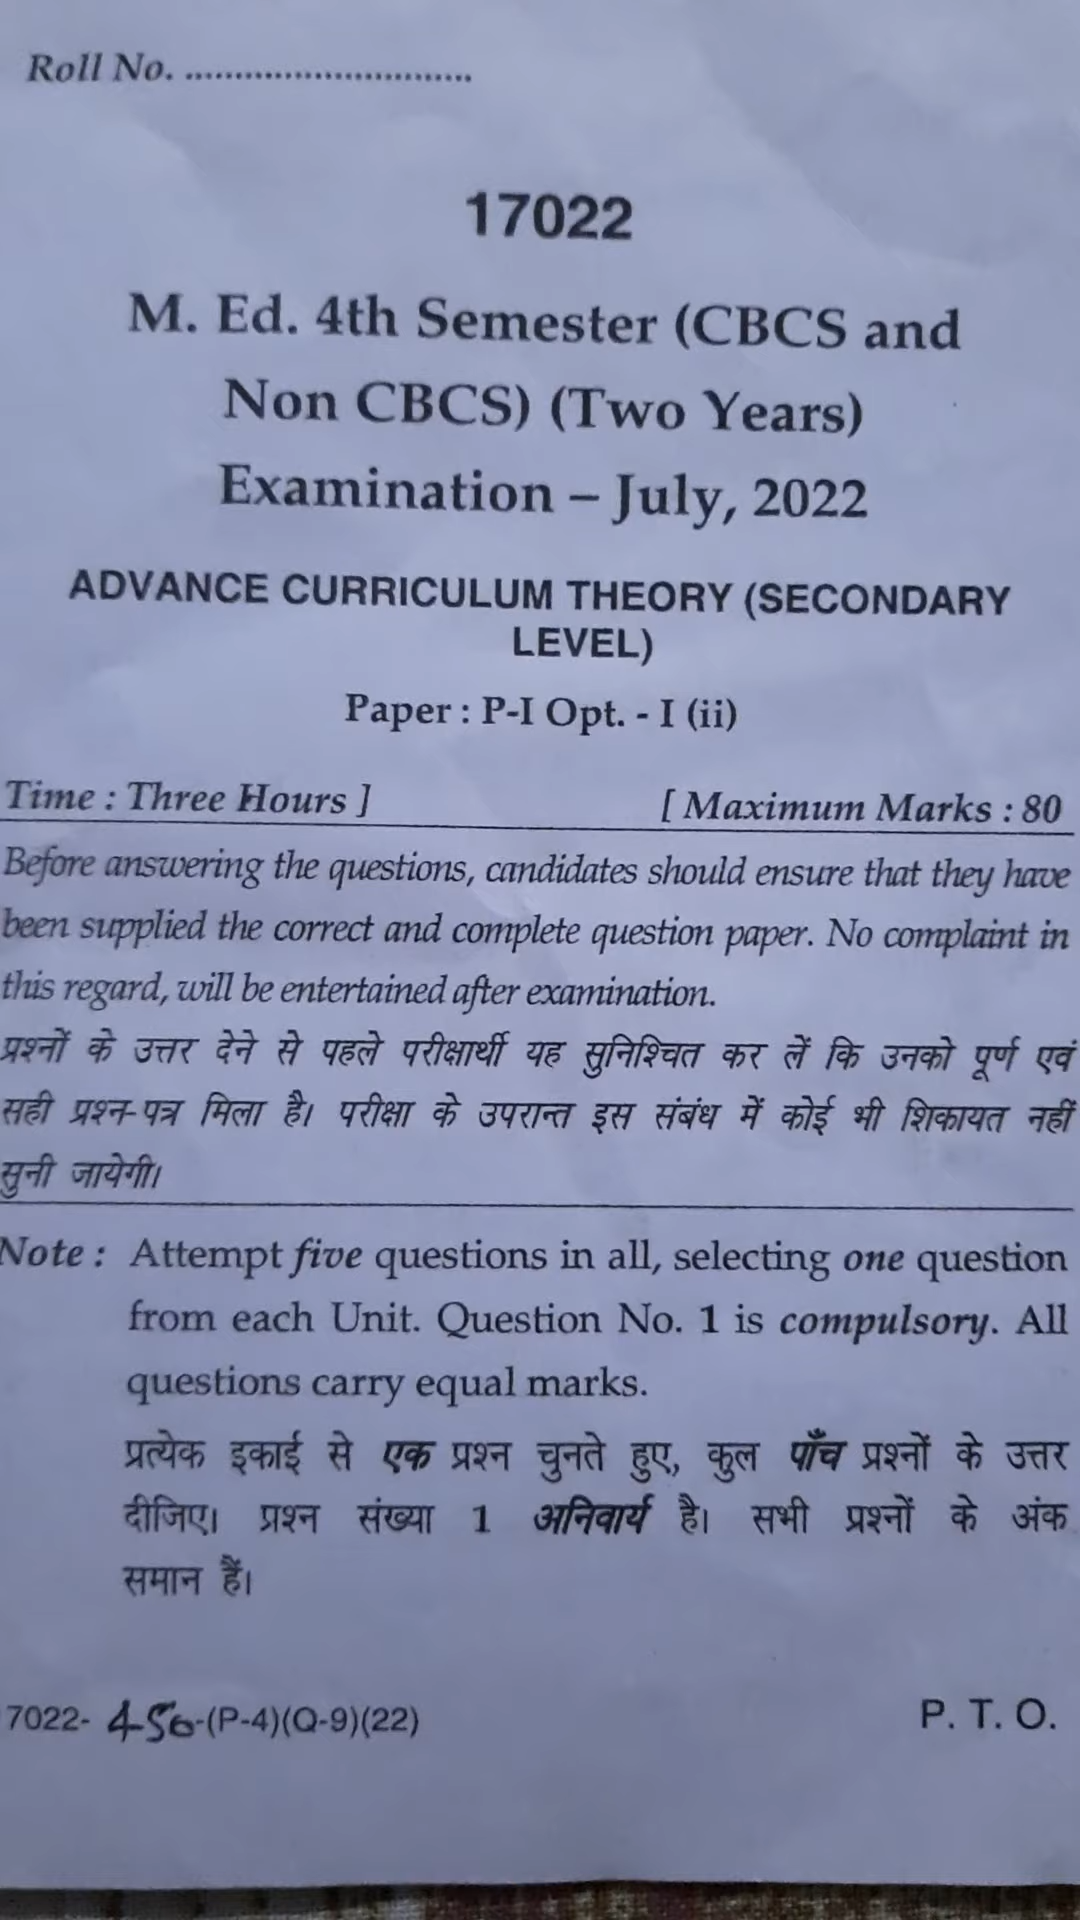 Roll No. ..............................
17022
M. Ed. 4th Semester (CBCS and
Non CBCS) (Two Years)
Examination – July, 2022
ADVANCE CURRICULUM THEORY (SECONDARY
LEVEL)
Paper : P-I Opt. - I (ii)
Time : Three Hours ] [ Maximum Marks : 80
Before answering the questions, candidates should ensure that they have
been supplied the correct and complete question paper. No complaint in
this regard, will be entertained after examination.
प्रश्नों के उत्तर देने से पहले परीक्षार्थी यह सुनिश्चित कर लें कि उनको पूर्ण एवं
सही प्रश्न-पत्र मिला है। परीक्षा के उपरान्त इस संबंध में कोई भी शिकायत नहीं
सुनी जायेगी।
Note : Attempt five questions in all, selecting one question
from each Unit. Question No. 1 is compulsory. All
questions carry equal marks.
प्रत्येक इकाई से एक प्रश्न चुनते हुए, कुल पाँच प्रश्नों के उत्तर
दीजिए। प्रश्न संख्या 1 अनिवार्य है। सभी प्रश्नों के अंक
समान हैं।
7022- 450-(P-4)(Q-9)(22) P. T. O.